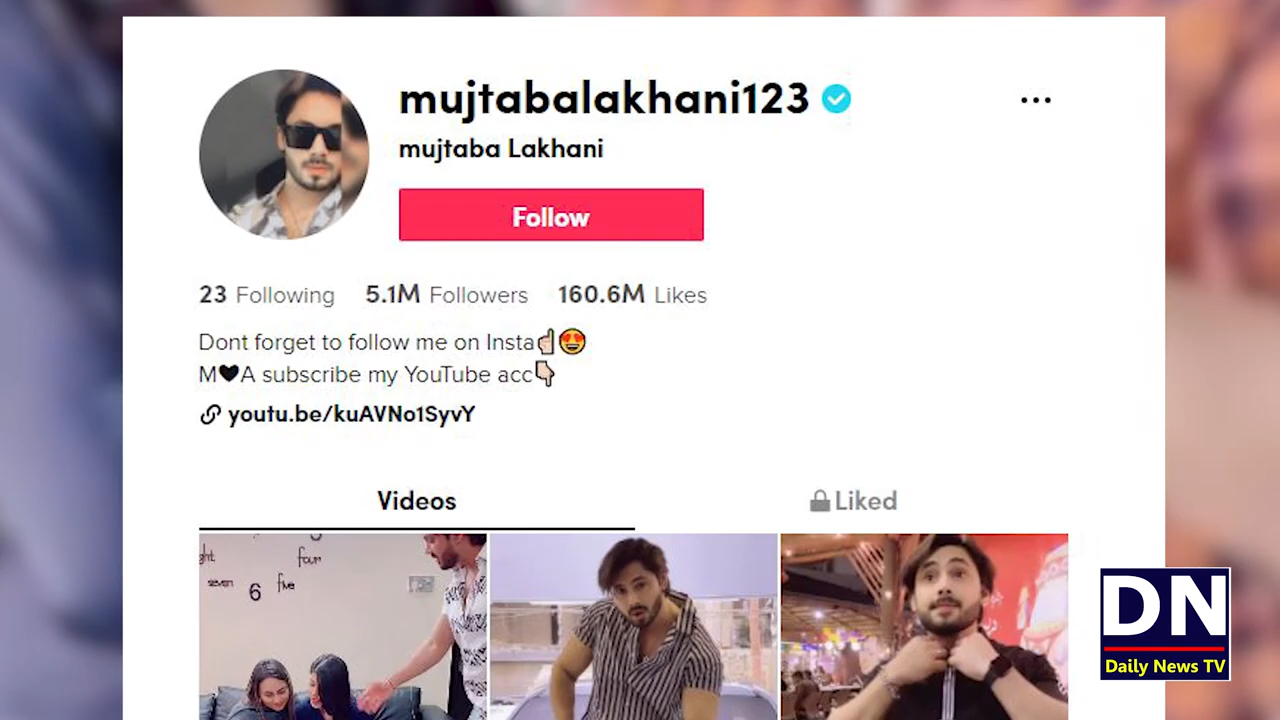 mujtabalakhani123
mujtaba Lakhani
Follow
23 Following 5.1M Followers 160.6M Likes
Dont forget to follow me on Insta☝🏻😍
M🖤A subscribe my YouTube acc👇🏻
youtu.be/kuAVNo1SyvY
Videos
Liked
four
seven 6 five
DN
Daily News TV